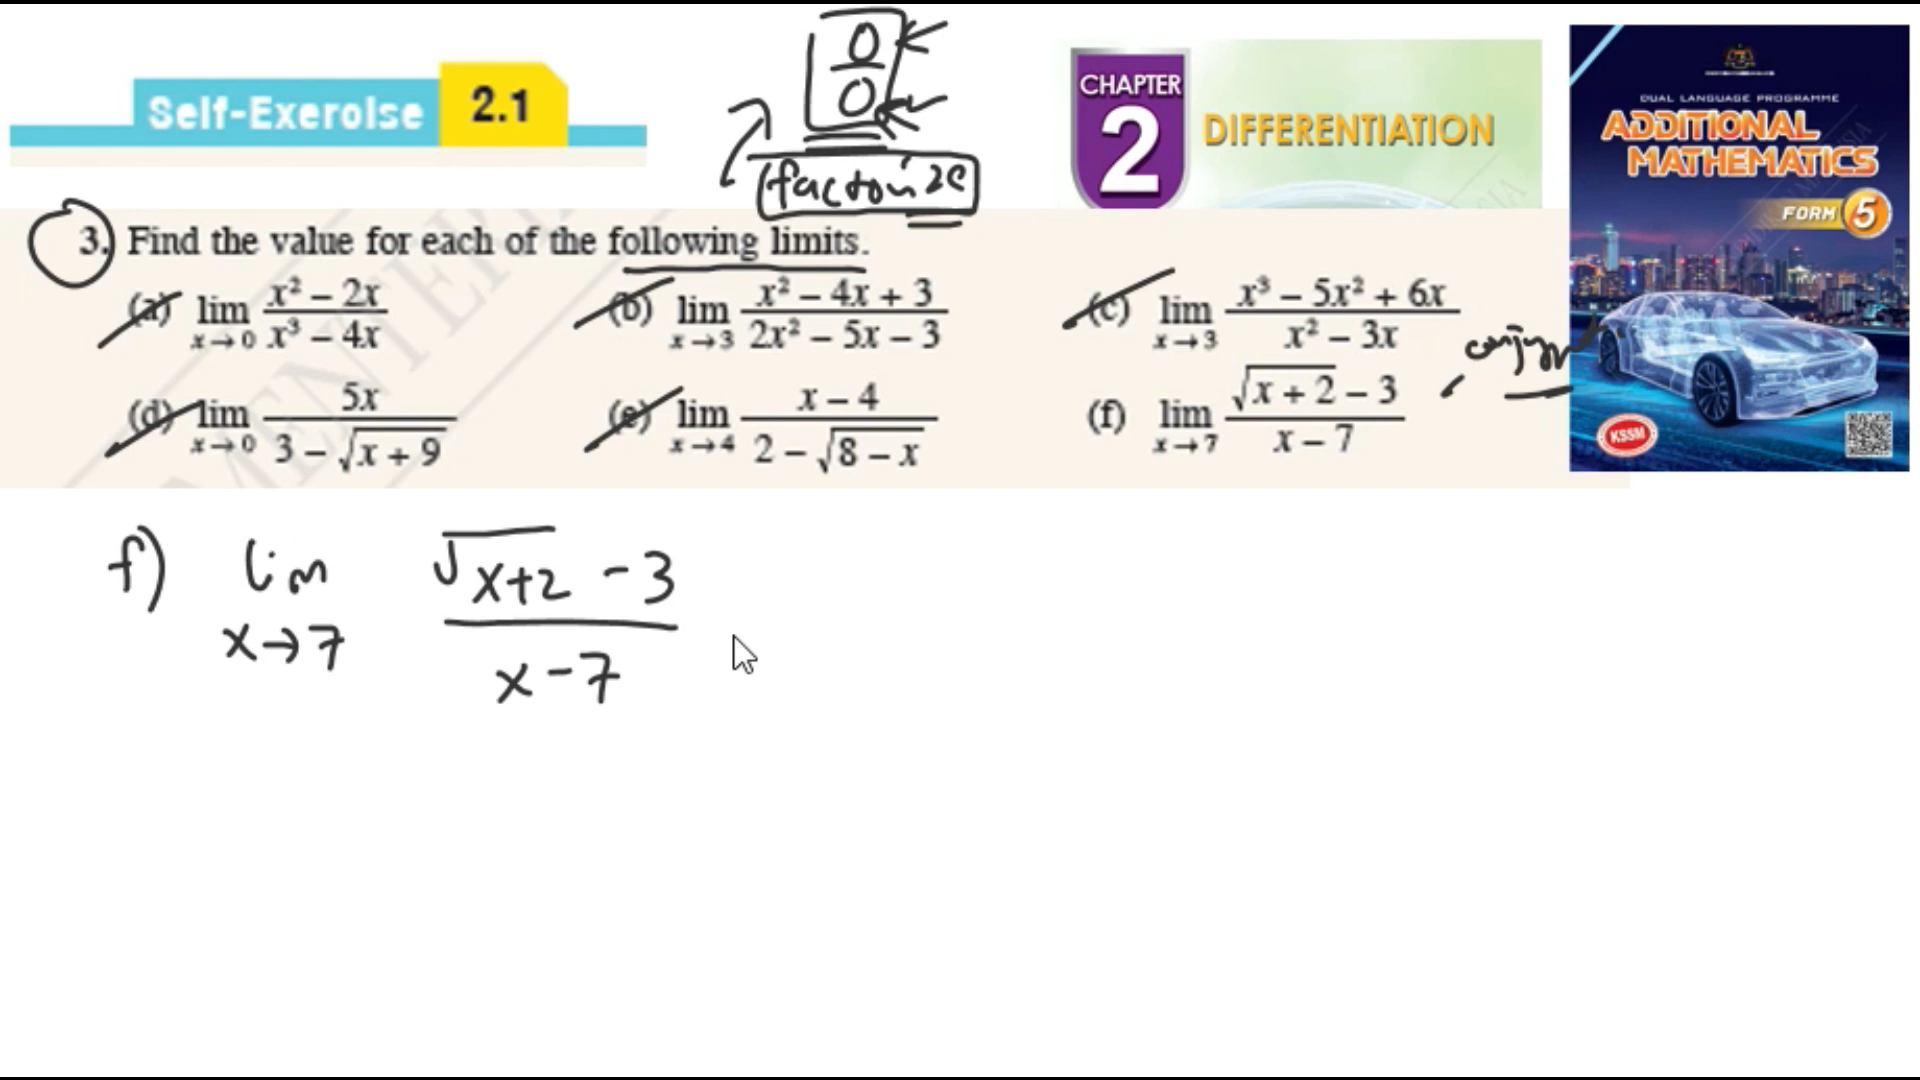 Self-Exercise 2.1
0
0
factorize
CHAPTER
2
DIFFERENTIATION
DUAL LANGUAGE PROGRAMME
ADDITIONAL
MATHEMATICS
FORM 5
KSSM
3. Find the value for each of the following limits.
(a) lim x→0 x² – 2x / x³ – 4x
(b) lim x→3 x² – 4x + 3 / 2x² – 5x – 3
(c) lim x→3 x³ – 5x² + 6x / x² – 3x
(d) lim x→0 5x / 3 – √x + 9
(e) lim x→4 x – 4 / 2 – √8 – x
(f) lim x→7 √x + 2 – 3 / x – 7
f) lim x→7 √x+2 -3 / x-7